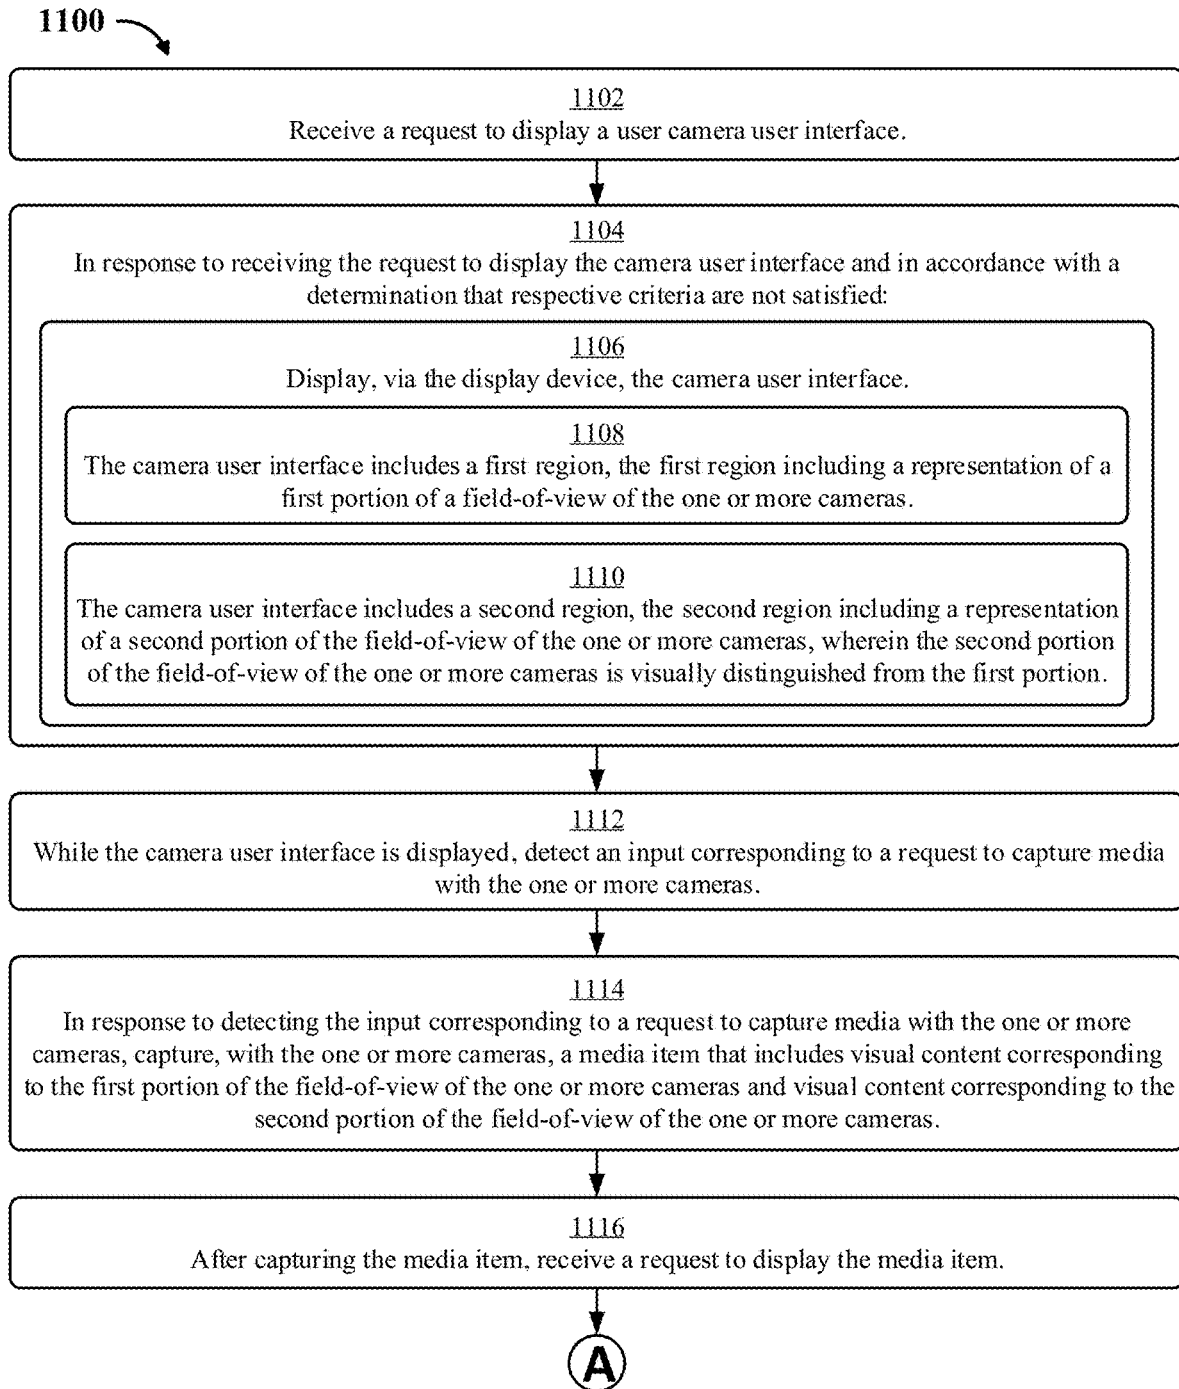 1100
1102
Receive a request to display a user camera user interface.
1104
In response to receiving the request to display the camera user interface and in accordance with a
determination that respective criteria are not satisfied:
1106
Display, via the display device, the camera user interface.
1108
The camera user interface includes a first region, the first region including a representation of a
first portion of a field-of-view of the one or more cameras.
1110
The camera user interface includes a second region, the second region including a representation
of a second portion of the field-of-view of the one or more cameras, wherein the second portion
of the field-of-view of the one or more cameras is visually distinguished from the first portion.
1112
While the camera user interface is displayed, detect an input corresponding to a request to capture media
with the one or more cameras.
1114
In response to detecting the input corresponding to a request to capture media with the one or more
cameras, capture, with the one or more cameras, a media item that includes visual content corresponding
to the first portion of the field-of-view of the one or more cameras and visual content corresponding to the
second portion of the field-of-view of the one or more cameras.
1116
After capturing the media item, receive a request to display the media item.
A